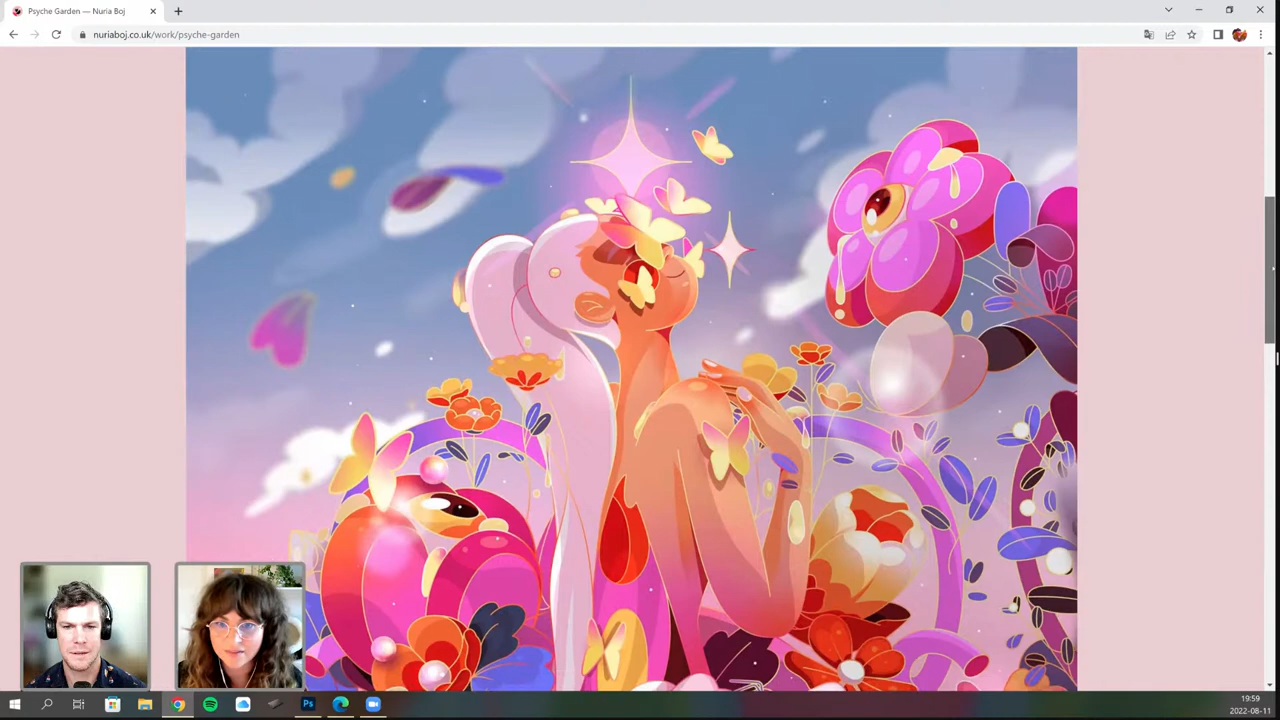 Psyche Garden — Nuria Boj
nuriaboj.co.uk/work/psyche-garden
19:59
2022-08-11